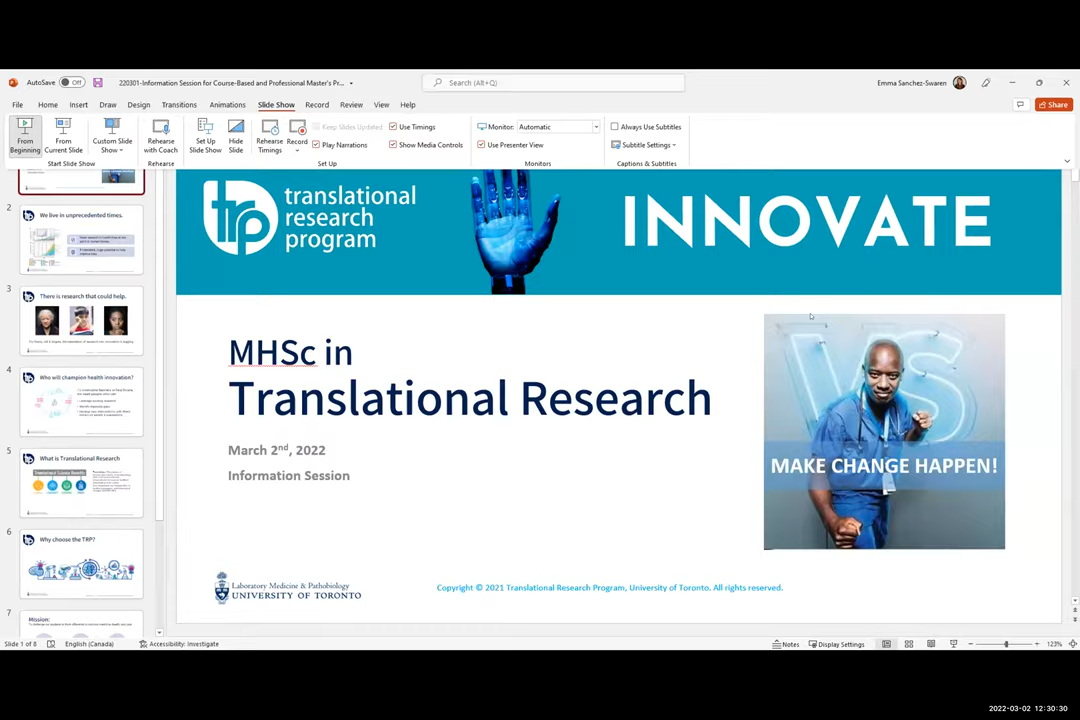 AutoSave Off 220301-Information Session for Course-Based and Professional Master's Pr... Search (Alt+Q) Emma Sanchez-Swaren
File Home Insert Draw Design Transitions Animations Slide Show Record Review View Help Share
From Beginning
From Current Slide
Custom Slide Show
Rehearse with Coach
Set Up Slide Show
Hide Slide
Rehearse Timings
Record
Keep Slides Updated
Play Narrations
Use Timings
Show Media Controls
Monitor: Automatic
Use Presenter View
Always Use Subtitles
Subtitle Settings
Start Slide Show Rehearse Set Up Monitors Captions & Subtitles
2
We live in unprecedented times.
3
There is research that could help.
4
Who will champion health innovation?
5
What is Translational Research
6
Why choose the TRP?
7
Mission:
trp
translational
research
program
INNOVATE
MHSc in
Translational Research
March 2nd, 2022
Information Session
MAKE CHANGE HAPPEN!
Laboratory Medicine & Pathobiology
UNIVERSITY OF TORONTO
Copyright © 2021 Translational Research Program, University of Toronto. All rights reserved.
Slide 1 of 8 English (Canada) Accessibility: Investigate Notes Display Settings 123%
2022-03-02 12:30:30